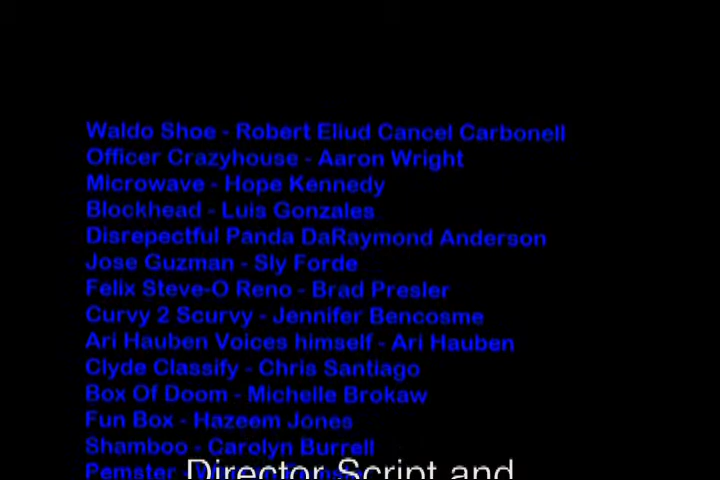 Waldo Shoe - Robert Eliud Cancel Carbonell
Officer Crazyhouse - Aaron Wright
Microwave - Hope Kennedy
Blockhead - Luis Gonzales
Disrepectful Panda DaRaymond Anderson
Jose Guzman - Sly Forde
Felix Steve-O Reno - Brad Presler
Curvy 2 Scurvy - Jennifer Bencosme
Ari Hauben Voices himself - Ari Hauben
Clyde Classify - Chris Santiago
Box Of Doom - Michelle Brokaw
Fun Box - Hazeem Jones
Shamboo - Carolyn Burrell
Pemster -
Director Script and